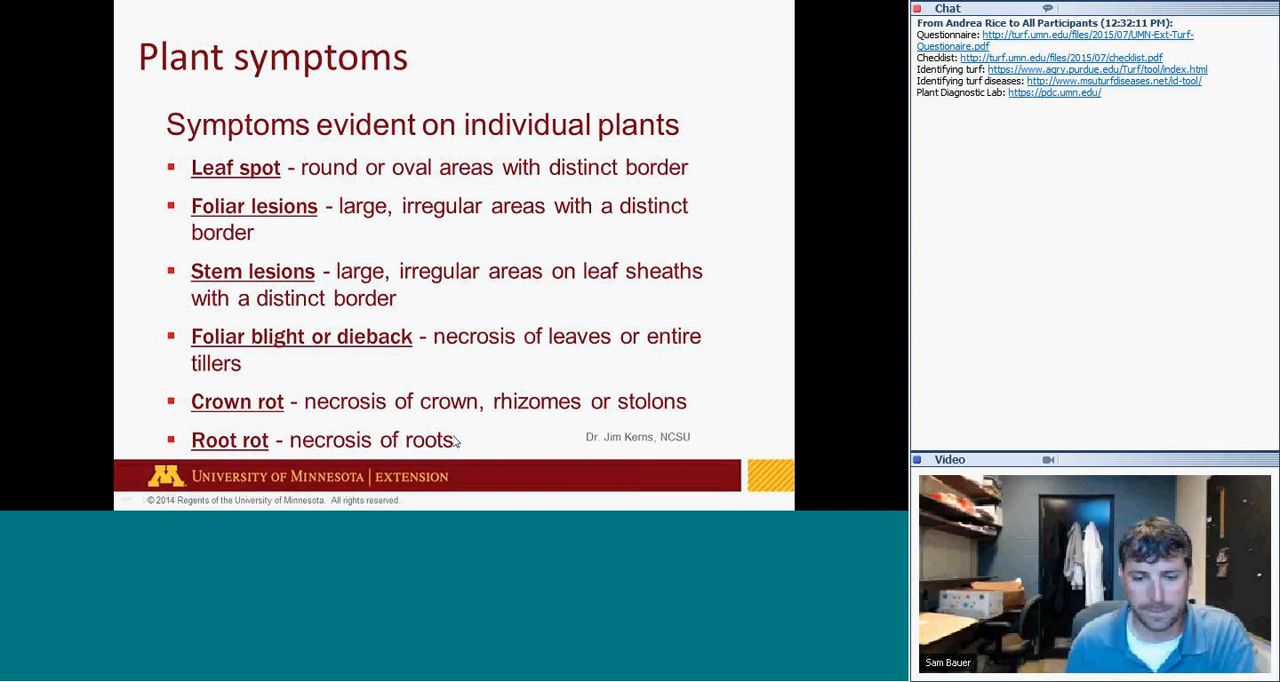 Plant symptoms
Symptoms evident on individual plants
Leaf spot - round or oval areas with distinct border
Foliar lesions - large, irregular areas with a distinct
border
Stem lesions - large, irregular areas on leaf sheaths
with a distinct border
Foliar blight or dieback - necrosis of leaves or entire
tillers
Crown rot - necrosis of crown, rhizomes or stolons
Root rot - necrosis of roots
Dr. Jim Kerns, NCSU
UNIVERSITY OF MINNESOTA | EXTENSION
© 2014 Regents of the University of Minnesota. All rights reserved.
Chat
From Andrea Rice to All Participants (12:32:11 PM):
Questionnaire: http://turf.umn.edu/files/2015/07/UMN-Ext-Turf-
Questionaire.pdf
Checklist: http://turf.umn.edu/files/2015/07/checklist.pdf
Identifying turf: https://www.agry.purdue.edu/Turf/tool/index.html
Identifying turf diseases: http://www.msuturfdiseases.net/id-tool/
Plant Diagnostic Lab: https://pdc.umn.edu/
Video
Sam Bauer